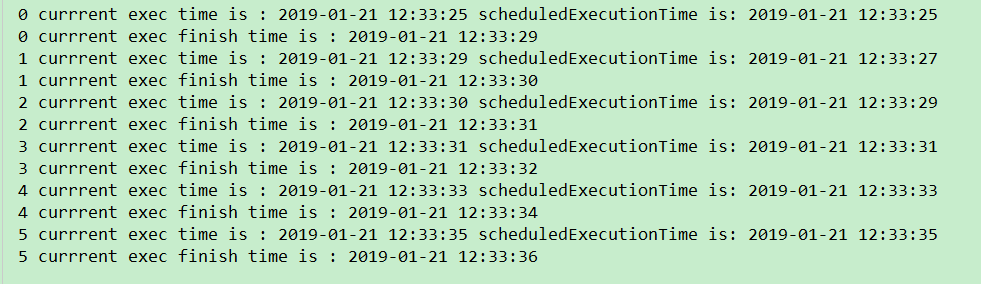 0 currrent exec time is : 2019-01-21 12:33:25 scheduledExecutionTime is: 2019-01-21 12:33:25
0 currrent exec finish time is : 2019-01-21 12:33:29
1 currrent exec time is : 2019-01-21 12:33:29 scheduledExecutionTime is: 2019-01-21 12:33:27
1 currrent exec finish time is : 2019-01-21 12:33:30
2 currrent exec time is : 2019-01-21 12:33:30 scheduledExecutionTime is: 2019-01-21 12:33:29
2 currrent exec finish time is : 2019-01-21 12:33:31
3 currrent exec time is : 2019-01-21 12:33:31 scheduledExecutionTime is: 2019-01-21 12:33:31
3 currrent exec finish time is : 2019-01-21 12:33:32
4 currrent exec time is : 2019-01-21 12:33:33 scheduledExecutionTime is: 2019-01-21 12:33:33
4 currrent exec finish time is : 2019-01-21 12:33:34
5 currrent exec time is : 2019-01-21 12:33:35 scheduledExecutionTime is: 2019-01-21 12:33:35
5 currrent exec finish time is : 2019-01-21 12:33:36